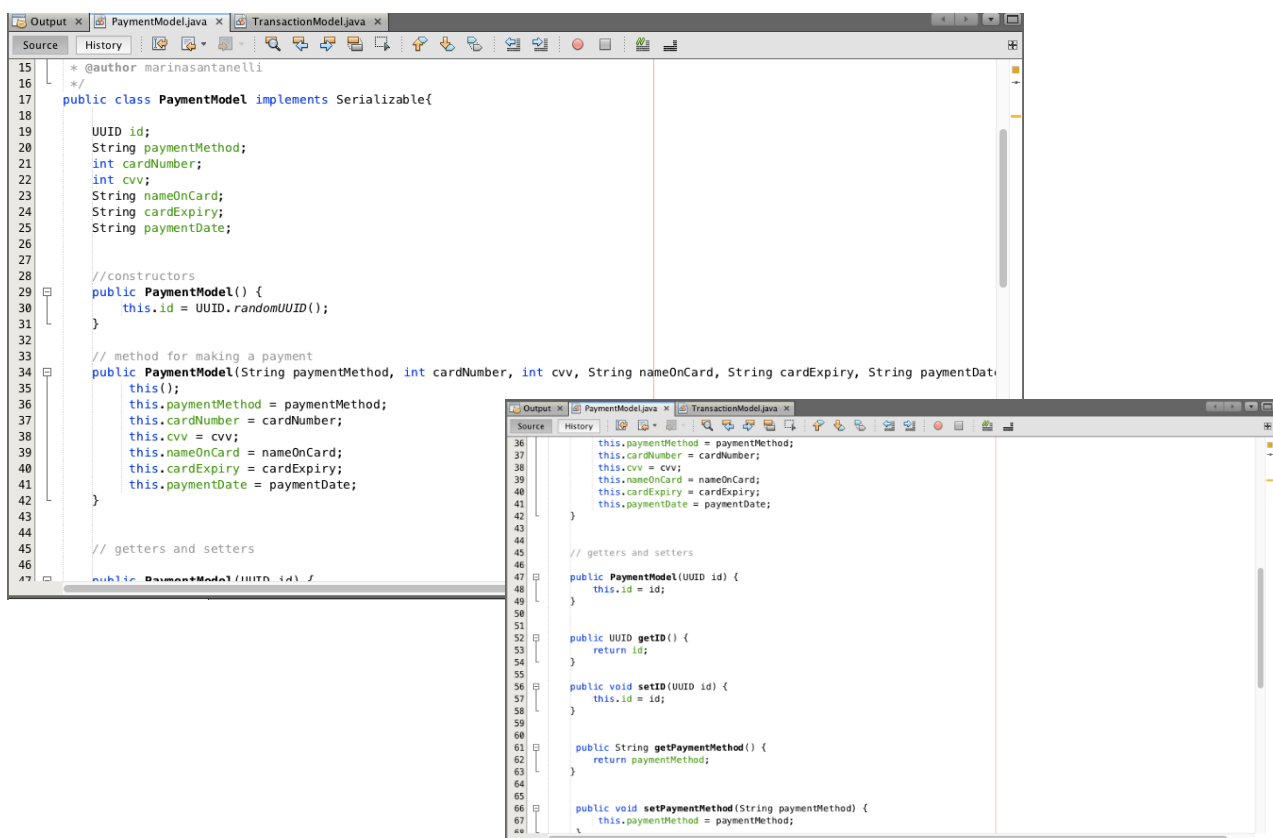 Output × PaymentModel.java × TransactionModel.java ×
Source History
15 * @author marinasantanelli
16 */
17 public class PaymentModel implements Serializable{
18
19 UUID id;
20 String paymentMethod;
21 int cardNumber;
22 int cvv;
23 String nameOnCard;
24 String cardExpiry;
25 String paymentDate;
26
27
28 //constructors
29 public PaymentModel() {
30 this.id = UUID.randomUUID();
31 }
32
33 // method for making a payment
34 public PaymentModel(String paymentMethod, int cardNumber, int cvv, String nameOnCard, String cardExpiry, String paymentDat
35 this();
36 this.paymentMethod = paymentMethod;
37 this.cardNumber = cardNumber;
38 this.cvv = cvv;
39 this.nameOnCard = nameOnCard;
40 this.cardExpiry = cardExpiry;
41 this.paymentDate = paymentDate;
42 }
43
44
45 // getters and setters
46
47 public PaymentModel(UUID id) {
Output × PaymentModel.java × TransactionModel.java ×
Source History
36 this.paymentMethod = paymentMethod;
37 this.cardNumber = cardNumber;
38 this.cvv = cvv;
39 this.nameOnCard = nameOnCard;
40 this.cardExpiry = cardExpiry;
41 this.paymentDate = paymentDate;
42 }
43
44
45 // getters and setters
46
47 public PaymentModel(UUID id) {
48 this.id = id;
49 }
50
51
52 public UUID getID() {
53 return id;
54 }
55
56 public void setID(UUID id) {
57 this.id = id;
58 }
59
60
61 public String getPaymentMethod() {
62 return paymentMethod;
63 }
64
65
66 public void setPaymentMethod(String paymentMethod) {
67 this.paymentMethod = paymentMethod;
68 }